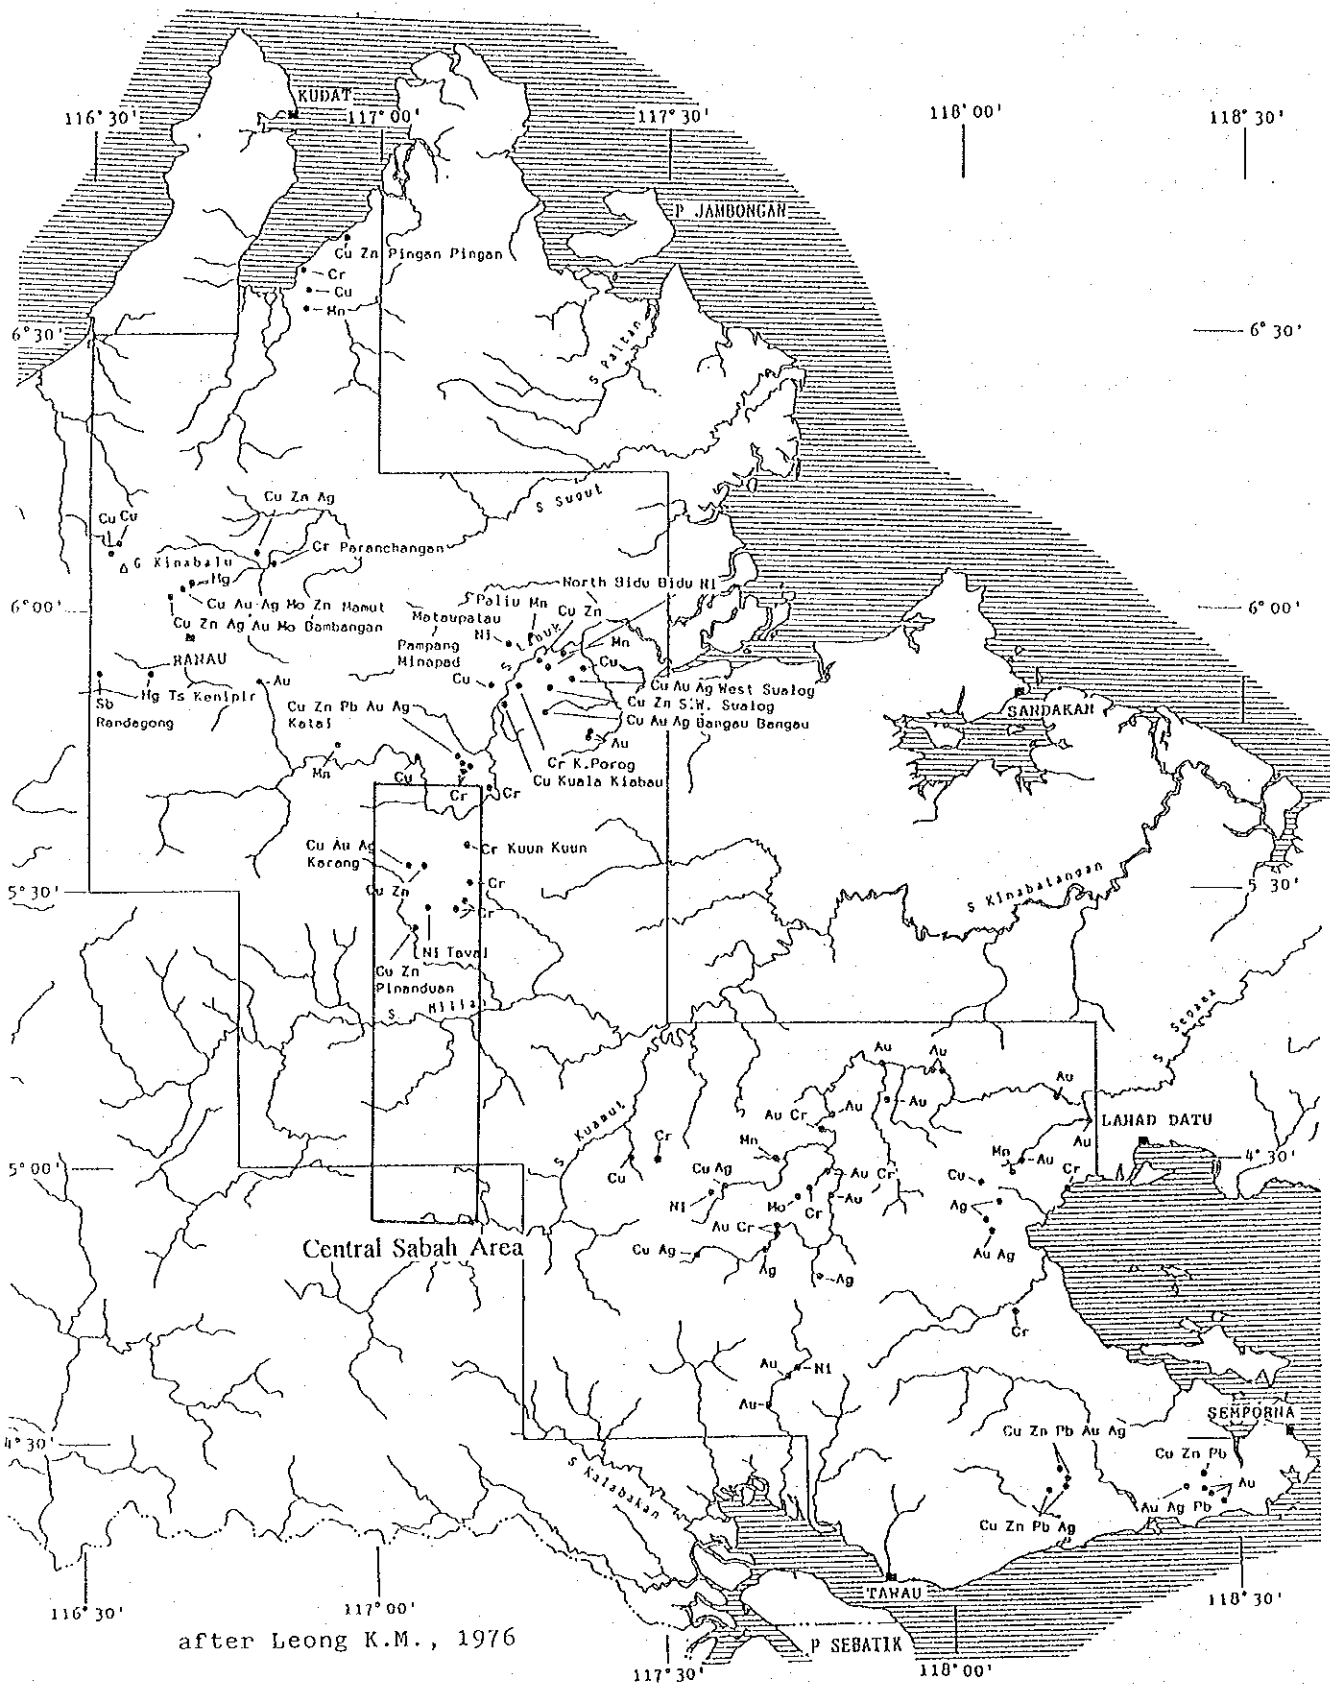 KUDAT
116° 30'
117° 00'
117° 30'
118° 00'
118° 30'
P JAMBONGAN
Cu Zn Pingan Pingan
Cr
Cu
Mn
6° 30'
6° 30'
S Paitan
S Sugut
Cu Zn Ag
Cu Cu
Cr Paranchangan
G Kinabalu
Hg
North Bidu Bidu Ni
6° 00'
Cu Au Ag Mo Zn Mamut
Paliu Mn
Cu Zn
6° 00'
Mataupalau
Cu Zn Ag Au Mo Bambangan
Ni
S Libuk
Mn
RANAU
Pampang
Minopad
Cu
Au
Cu
Cu Au Ag West Sualog
Sb
Randagong
Hg Ts Kenipir
Cu Zn Pb Au Ag
Katai
Cu Zn S.W. Sualog
Cu Au Ag Bangau Bangau
SANDAKAN
Au
Cr K.Porog
Mn
Cu
Cr
Cr
Cu Kuala Kiabau
Cu Au Ag
Karang
Cr Kuun Kuun
5° 30'
Cu Zn
Cr
Cr
S Kinabatangan
5 30'
Ni Tavai
Cu Zn
Pinanduan
S Milian
S Segama
Au
Au
Au
Au
S Kuamut
Au Cr
Au
LAHAD DATU
Au
5° 00'
Cr
Cu
Mn
Mn
Au
4° 30'
Cu Ag
Au Cr
Cu
Cr
Ni
Mo
Cr
Au
Ag
Au Cr
Central Sabah Area
Cu Ag
Ag
Ag
Au Ag
Cr
Au
Ni
Au
SEMPORNA
4° 30'
Cu Zn Pb Au Ag
Cu Zn Pb
Au
S Kalabakan
Au Ag Pb
Cu Zn Pb Ag
TAWAU
116° 30'
117° 00'
118° 30'
after Leong K.M., 1976
P SEBATIK
117° 30'
118° 00'